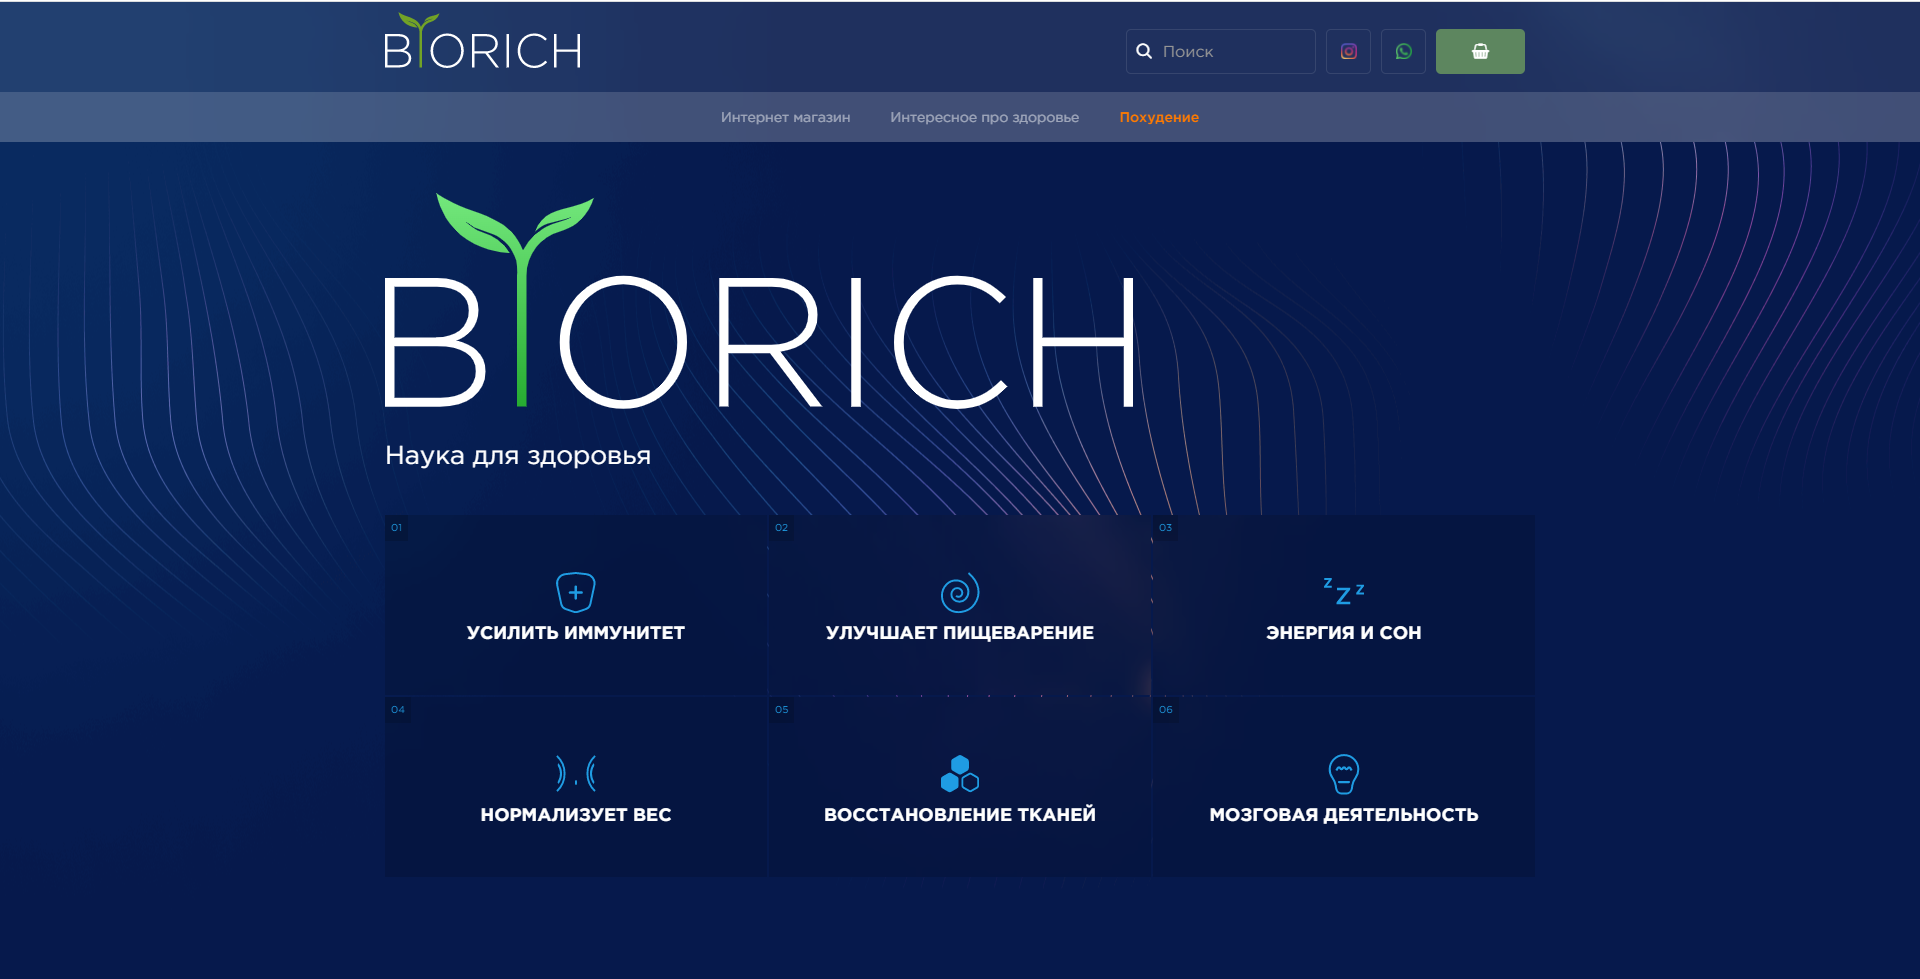 BIORICH
Поиск
Интернет магазин Интересное про здоровье Похудение
BIORICH
Наука для здоровья
01 02 03
УСИЛИТЬ ИММУНИТЕТ УЛУЧШАЕТ ПИЩЕВАРЕНИЕ ЭНЕРГИЯ И СОН
04 05 06
НОРМАЛИЗУЕТ ВЕС ВОССТАНОВЛЕНИЕ ТКАНЕЙ МОЗГОВАЯ ДЕЯТЕЛЬНОСТЬ